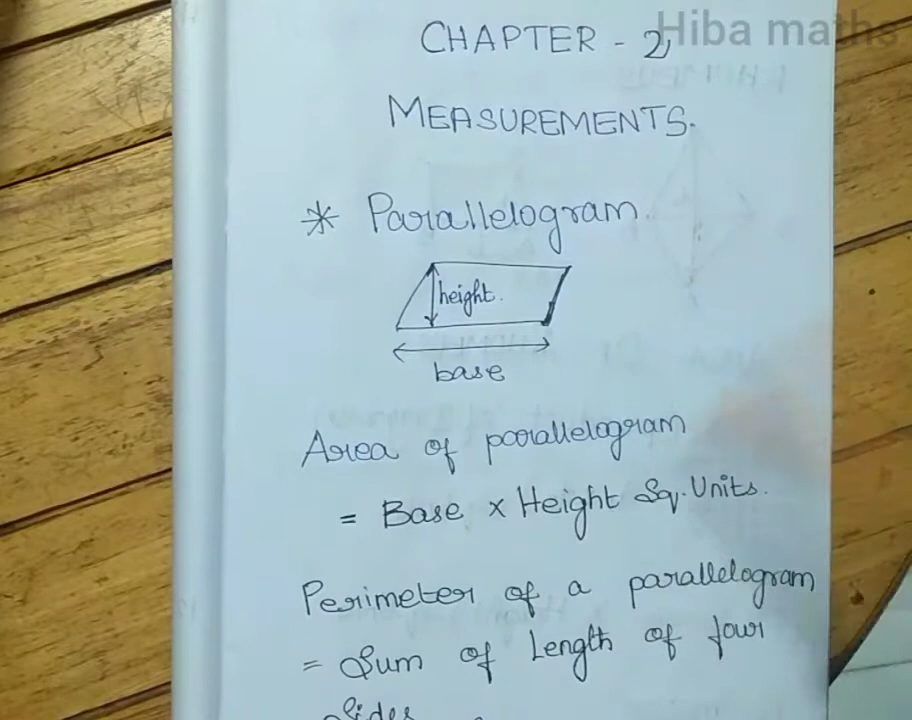 Hiba maths
CHAPTER - 2,
MEASUREMENTS.
* Parallelogram.
height.
base
Area of parallelogram
= Base × Height Sq. Units.
Perimeter of a parallelogram
= Sum of Length of four
Sides